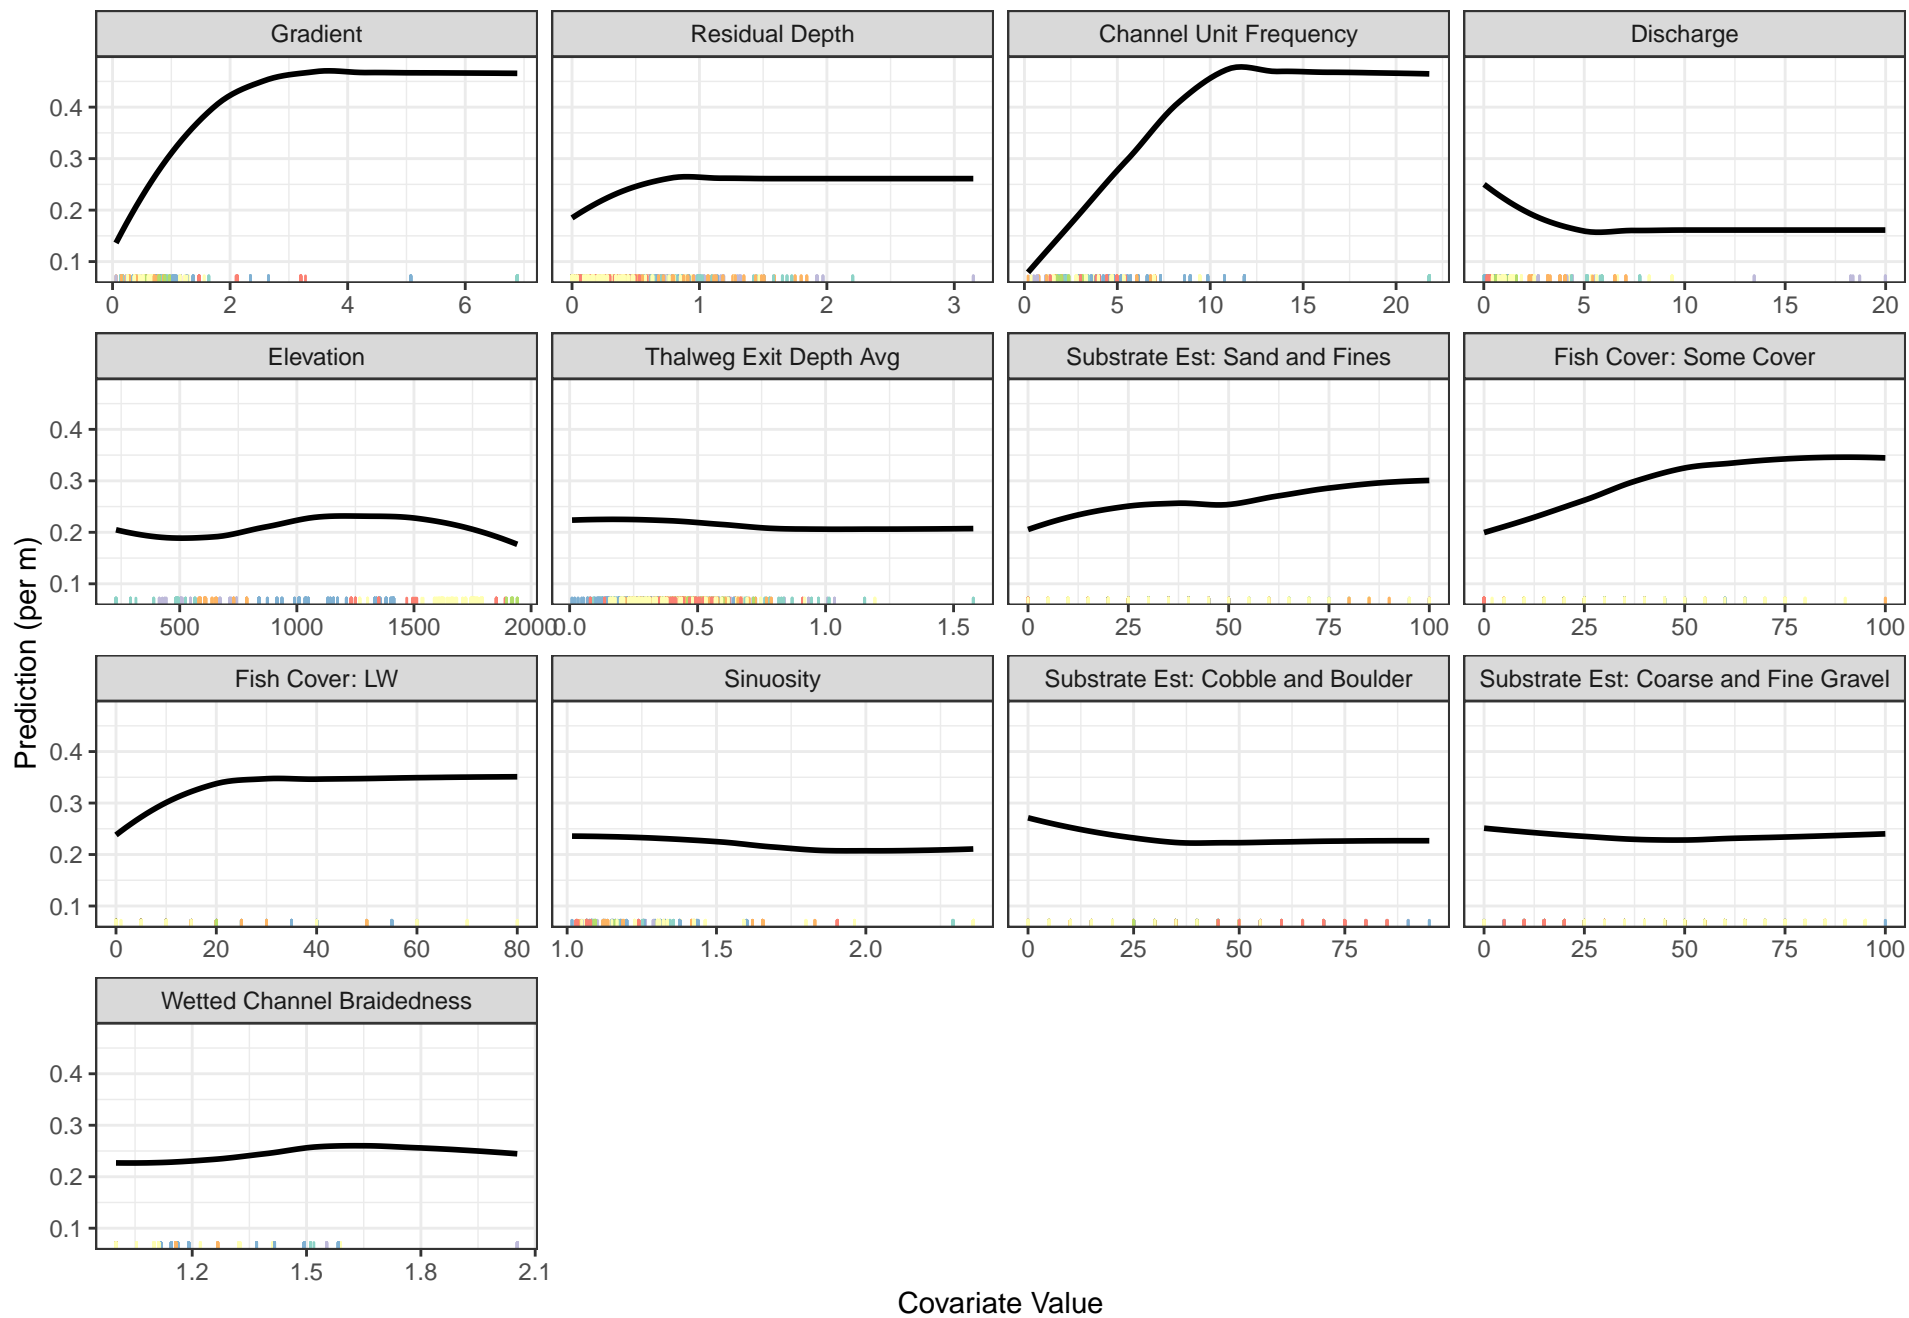 Gradient Residual Depth Channel Unit Frequency Discharge
0.4
0.3
0.2
0.1
0 2 4 6 0 1 2 3 0 5 10 15 20 0 5 10 15 20
Elevation Thalweg Exit Depth Avg Substrate Est: Sand and Fines Fish Cover: Some Cover
0.4
0.3
0.2
0.1
500 1000 1500 2000 0.0 0.5 1.0 1.5 0 25 50 75 100 0 25 50 75 100
Prediction (per m)
Fish Cover: LW Sinuosity Substrate Est: Cobble and Boulder Substrate Est: Coarse and Fine Gravel
0.4
0.3
0.2
0.1
0 20 40 60 80 1.0 1.5 2.0 0 25 50 75 0 25 50 75 100
Wetted Channel Braidedness
0.4
0.3
0.2
0.1
1.2 1.5 1.8 2.1
Covariate Value